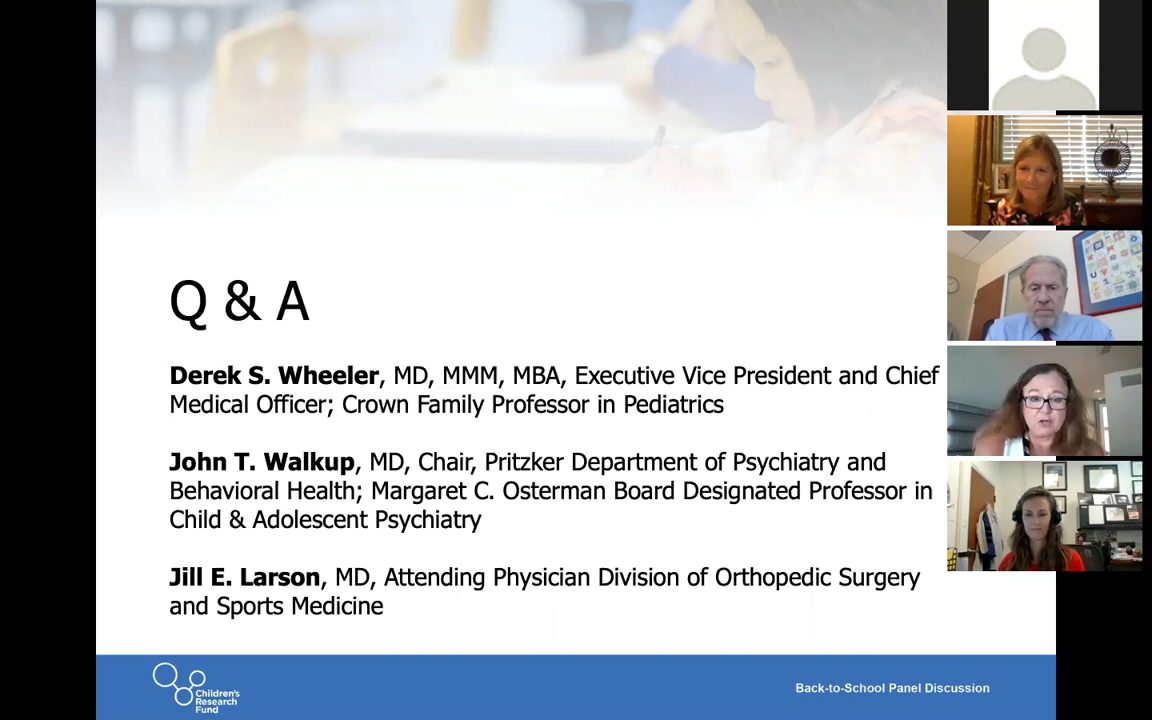 Q & A
Derek S. Wheeler, MD, MMM, MBA, Executive Vice President and Chief
Medical Officer; Crown Family Professor in Pediatrics
John T. Walkup, MD, Chair, Pritzker Department of Psychiatry and
Behavioral Health; Margaret C. Osterman Board Designated Professor in
Child & Adolescent Psychiatry
Jill E. Larson, MD, Attending Physician Division of Orthopedic Surgery
and Sports Medicine
Children's
Research
Fund
Back-to-School Panel Discussion